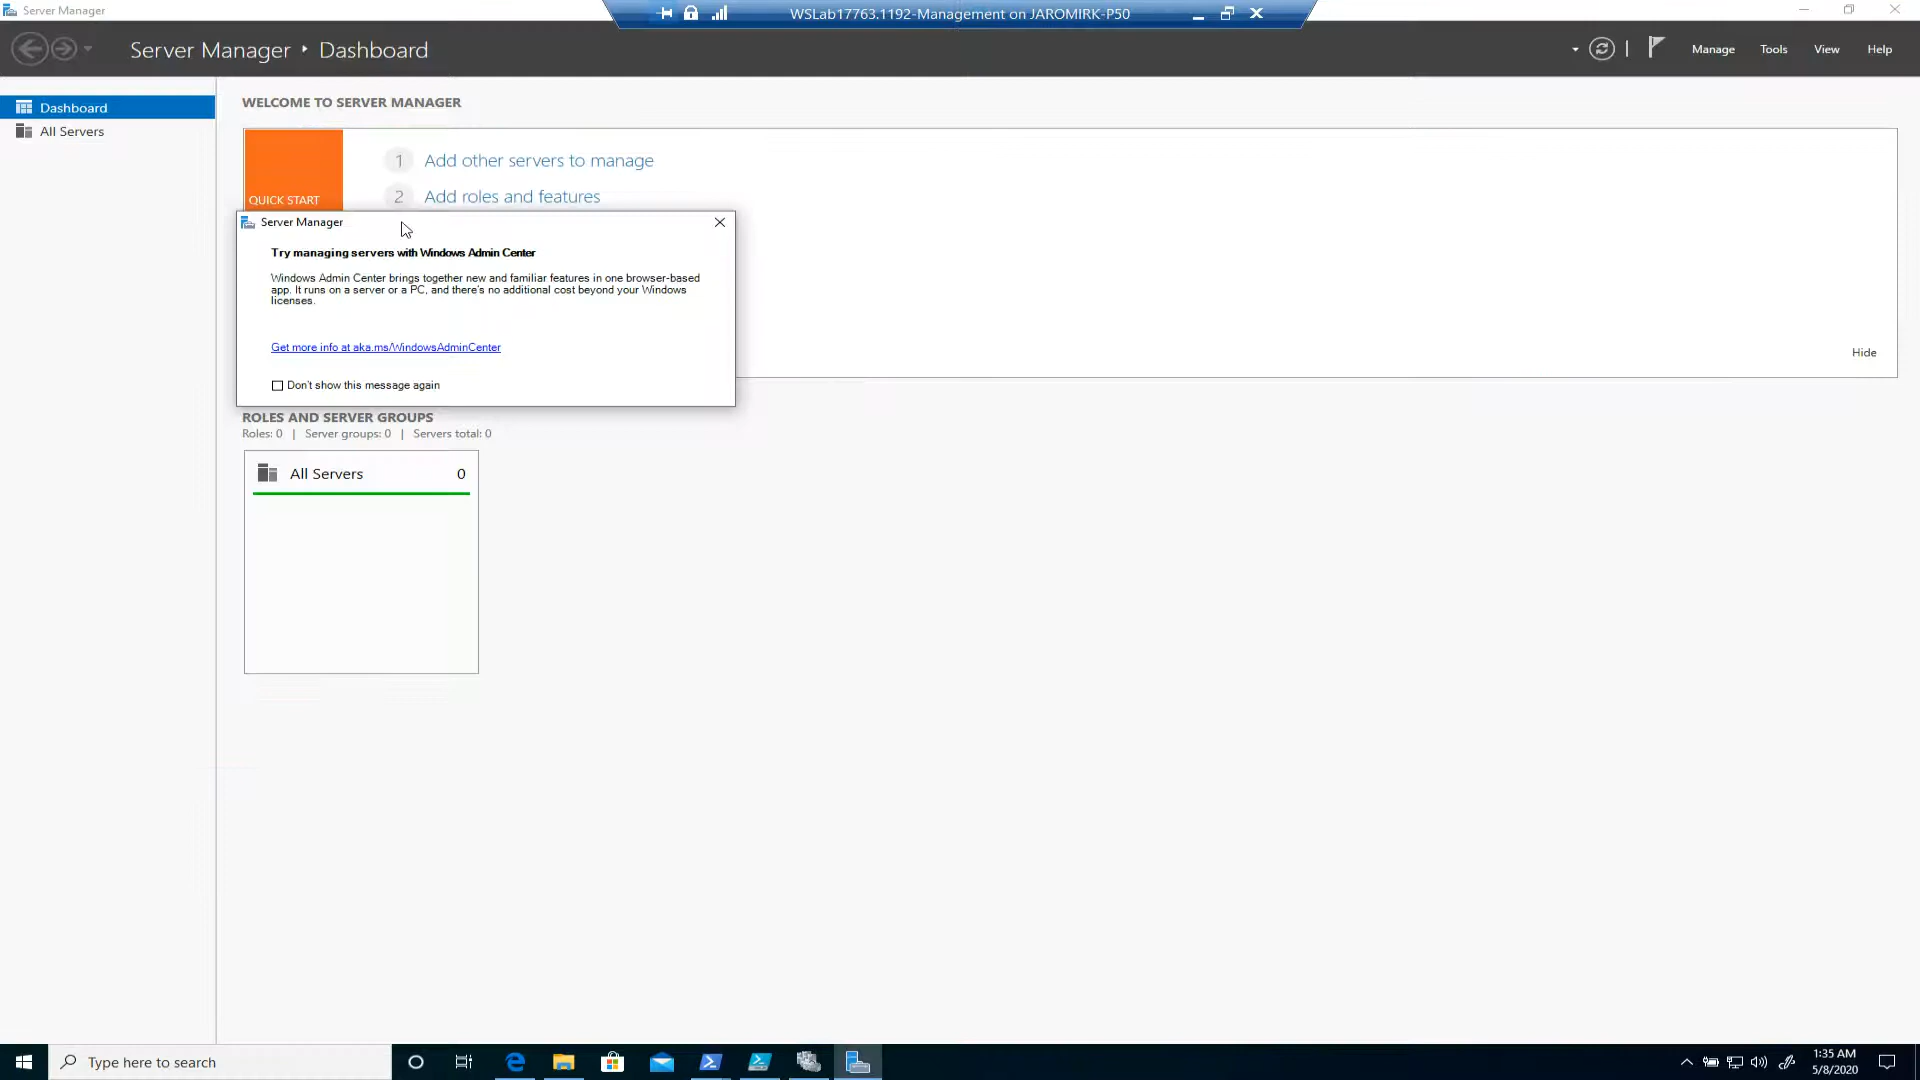 Server Manager
WSLab17763.1192-Management on JAROMIRK-P50
Server Manager Dashboard
Manage Tools View Help
Dashboard
All Servers
WELCOME TO SERVER MANAGER
QUICK START
1 Add other servers to manage
2 Add roles and features
Server Manager
Try managing servers with Windows Admin Center
Windows Admin Center brings together new and familiar features in one browser-based
app. It runs on a server or a PC, and there's no additional cost beyond your Windows
licenses.
Get more info at aka.ms/WindowsAdminCenter
Don't show this message again
Hide
ROLES AND SERVER GROUPS
Roles: 0 | Server groups: 0 | Servers total: 0
All Servers 0
Type here to search
1:35 AM
5/8/2020